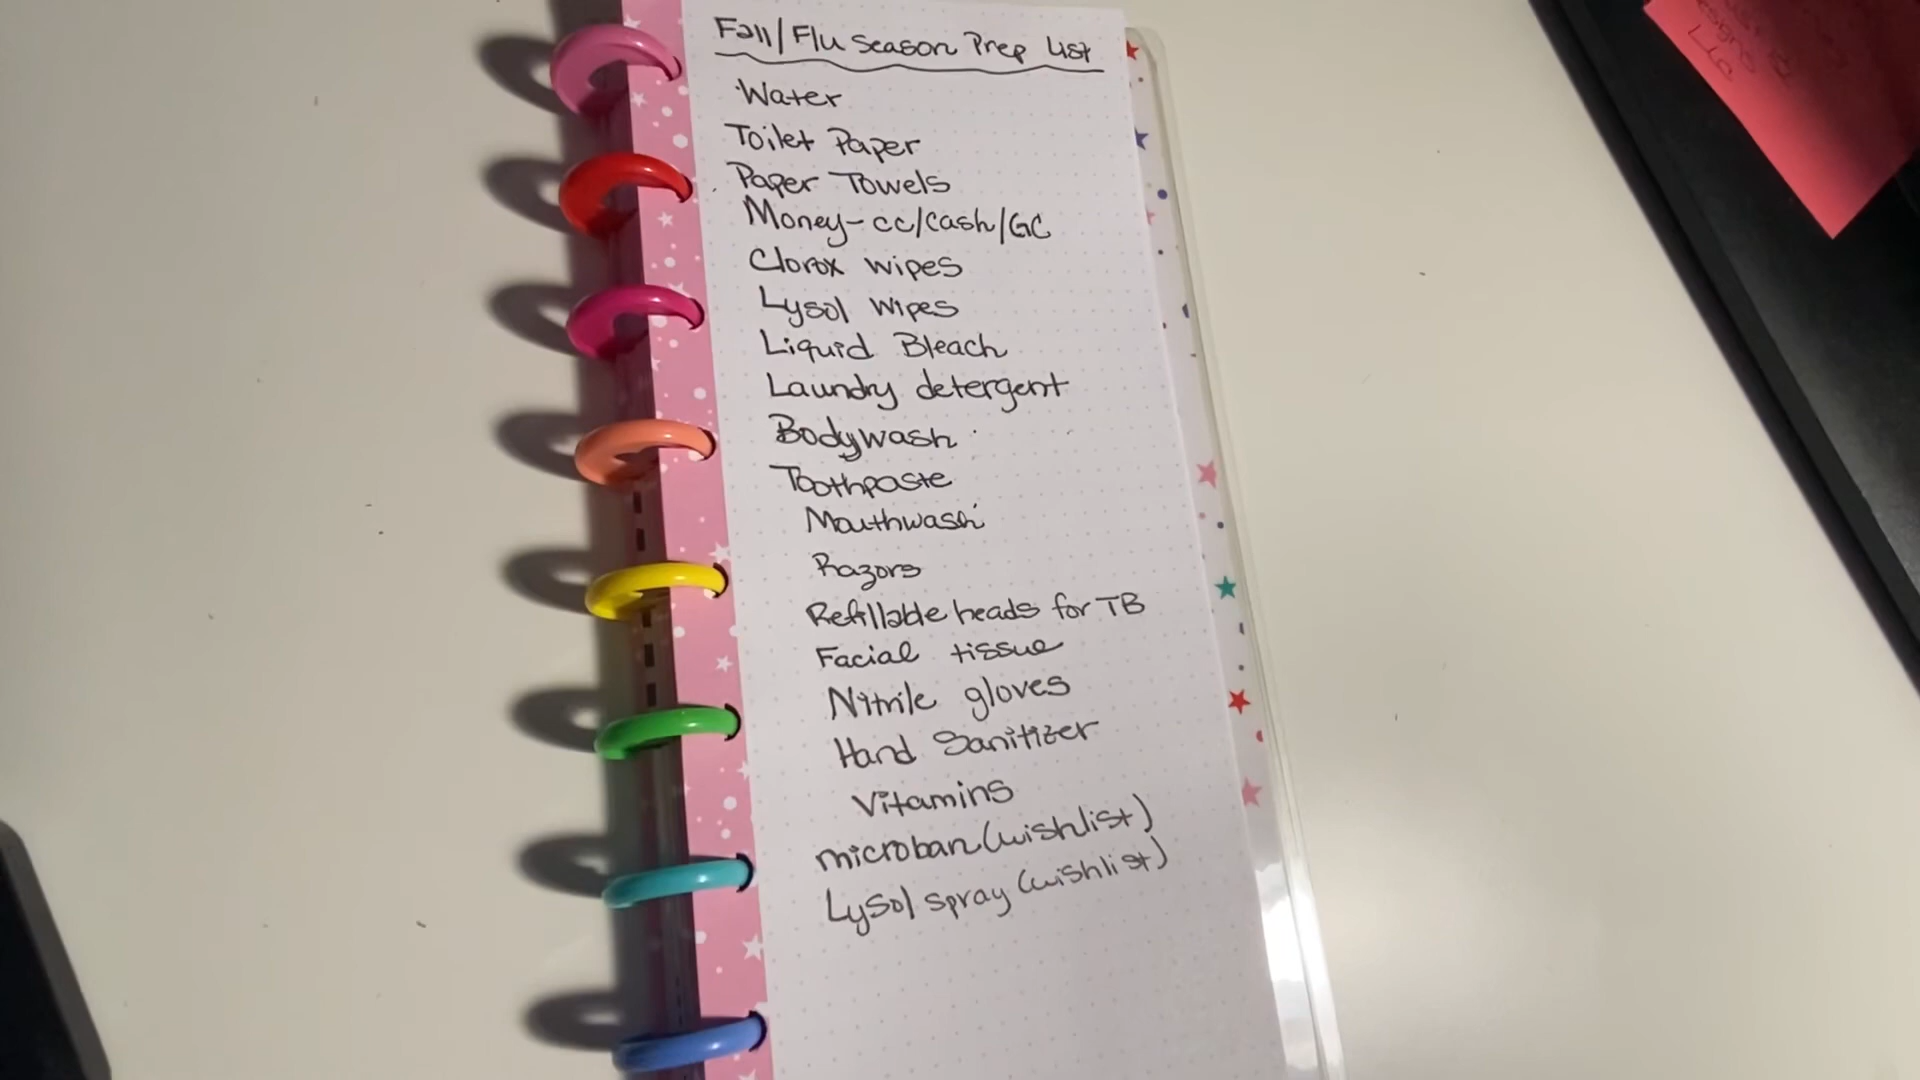 Fall/Flu Season Prep List
Water
Toilet Paper
Paper Towels
Money-cc/cash/GC
Clorox wipes
Lysol Wipes
Liquid Bleach
Laundry detergent
Bodywash
Toothpaste
Mouthwash
Razors
Refillable heads for TB
Facial tissue
Nitrile gloves
Hand Sanitizer
Vitamins
microban (wishlist)
Lysol spray (wishlist)